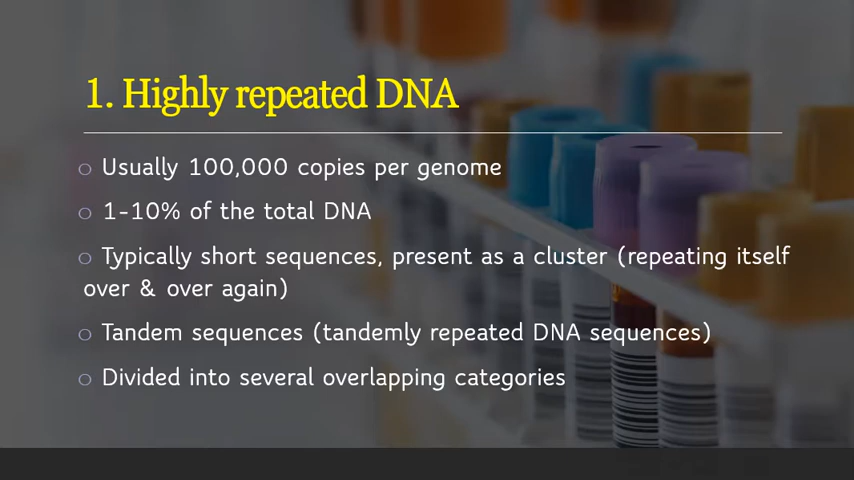 1. Highly repeated DNA
○ Usually 100,000 copies per genome
○ 1-10% of the total DNA
○ Typically short sequences, present as a cluster (repeating itself
over & over again)
○ Tandem sequences (tandemly repeated DNA sequences)
○ Divided into several overlapping categories